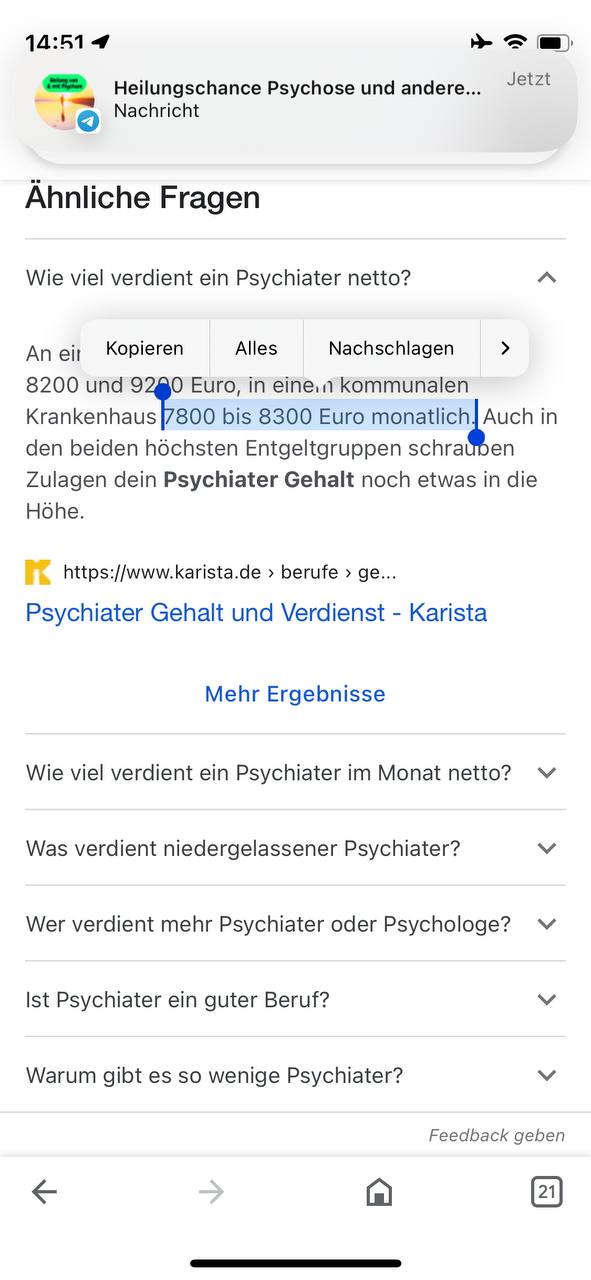 14:51
Heilungschance Psychose und andere...
Jetzt
Nachricht
Ähnliche Fragen
Wie viel verdient ein Psychiater netto?
Kopieren
Alles
Nachschlagen
An
8200 und 9200 Euro, in einem kommunalen
Krankenhaus 7800 bis 8300 Euro monatlich. Auch in
den beiden höchsten Entgeltgruppen schrauben
Zulagen dein Psychiater Gehalt noch etwas in die
Höhe.
https://www.karista.de › berufe › ge...
Psychiater Gehalt und Verdienst - Karista
Mehr Ergebnisse
Wie viel verdient ein Psychiater im Monat netto?
Was verdient niedergelassener Psychiater?
Wer verdient mehr Psychiater oder Psychologe?
Ist Psychiater ein guter Beruf?
Warum gibt es so wenige Psychiater?
Feedback geben
21